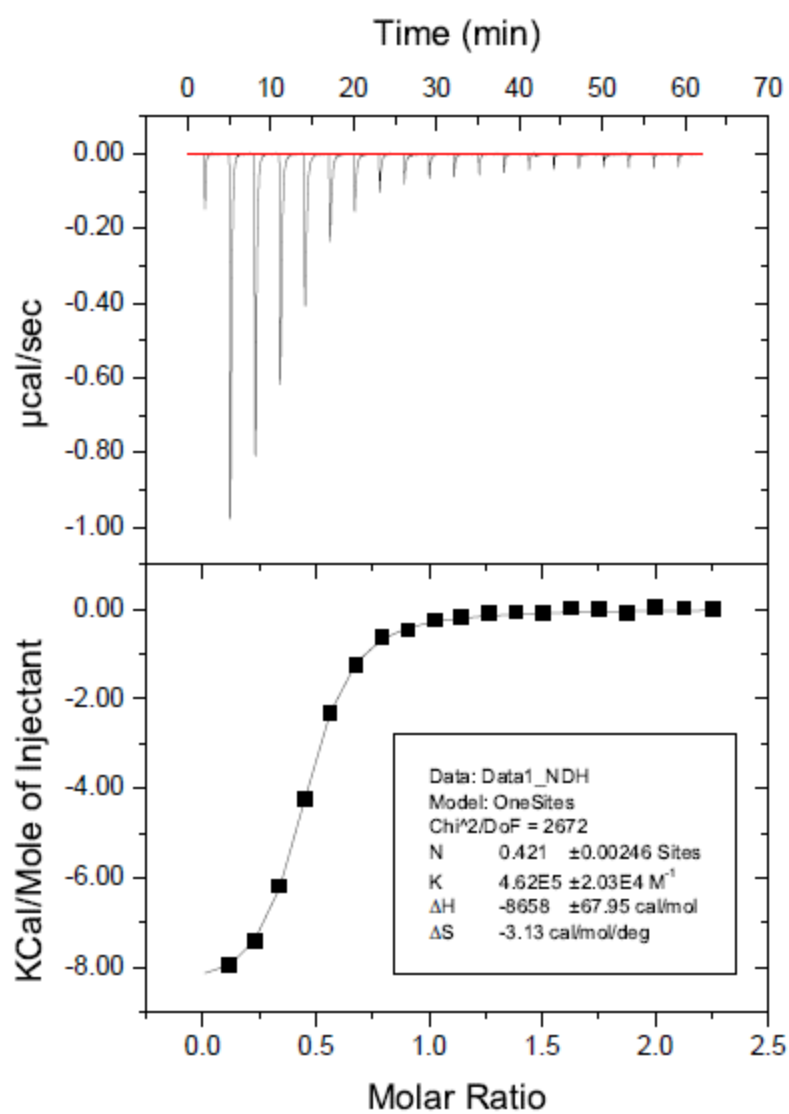 Time (min)
0 10 20 30 40 50 60 70
0.00
-0.20
-0.40
-0.60
-0.80
-1.00
µcal/sec
0.00
-2.00
-4.00
-6.00
-8.00
KCal/Mole of Injectant
Data: Data1_NDH
Model: OneSites
Chi^2/DoF = 2672
N 0.421 ±0.00246 Sites
K 4.62E5 ±2.03E4 M⁻¹
ΔH -8658 ±67.95 cal/mol
ΔS -3.13 cal/mol/deg
0.0 0.5 1.0 1.5 2.0 2.5
Molar Ratio